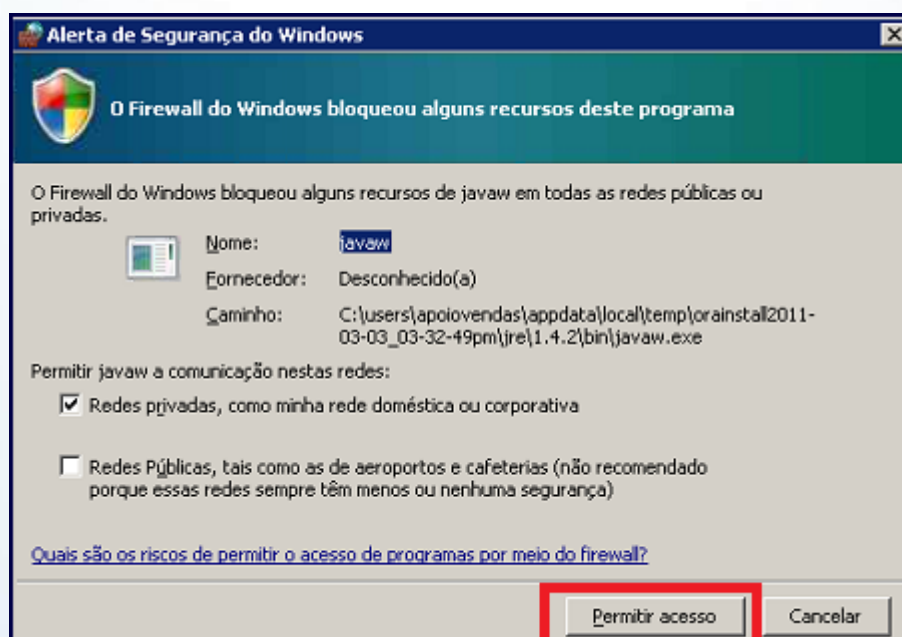 Alerta de Segurança do Windows
O Firewall do Windows bloqueou alguns recursos deste programa
O Firewall do Windows bloqueou alguns recursos de javaw em todas as redes públicas ou
privadas.
Nome: javaw
Fornecedor: Desconhecido(a)
Caminho: C:\users\apoiovendas\appdata\local\temp\orainstall2011-
03-03_03-32-49pm\jre\1.4.2\bin\javaw.exe
Permitir javaw a comunicação nestas redes:
Redes privadas, como minha rede doméstica ou corporativa
Redes Públicas, tais como as de aeroportos e cafeterias (não recomendado
porque essas redes sempre têm menos ou nenhuma segurança)
Quais são os riscos de permitir o acesso de programas por meio do firewall?
Permitir acesso Cancelar